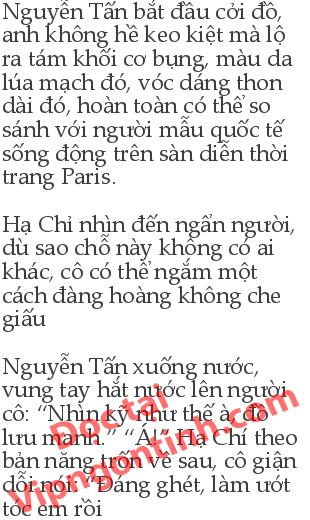 Nguyễn Tấn bắt đầu cởi đồ,
anh không hề keo kiệt mà lộ
ra tám khối cơ bụng, màu da
lúa mạch đó, vóc dáng thon
dài đó, hoàn toàn có thể so
sánh với người mẫu quốc tế
sống động trên sàn diễn thời
trang Paris.
Hạ Chỉ nhìn đến ngẩn người,
dù sao chỗ này không có ai
khác, cô có thể ngắm một
cách đàng hoàng không che
giấu
Nguyễn Tấn xuống nước,
vung tay hắt nước lên người
cô: “Nhìn kỹ như thế à, đồ
lưu manh.” “Á!” Hạ Chí theo
bản năng trốn về sau, cô giận
dỗi nói: “Đáng ghét, làm ướt
tóc em rồi
Đọc tại
Vipngontinh.com